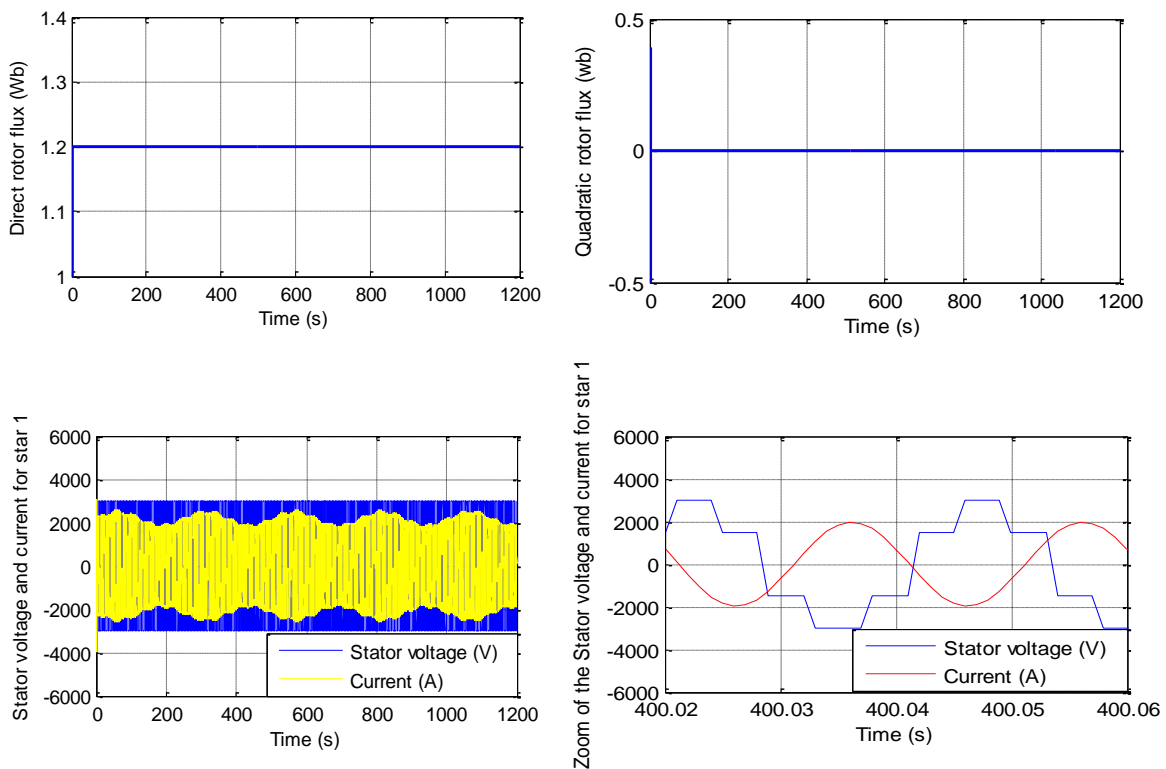 Direct rotor flux (Wb)
1.4
1.3
1.2
1.1
1
0 200 400 600 800 1000 1200
Time (s)
Quadratic rotor flux (wb)
0.5
0
-0.5
0 200 400 600 800 1000 1200
Time (s)
Stator voltage and current for star 1
6000
4000
2000
0
-2000
-4000
-6000
Stator voltage (V)
Current (A)
0 200 400 600 800 1000 1200
Time (s)
Zoom of the Stator voltage and current for star 1
6000
4000
2000
0
-2000
-4000
-6000
Stator voltage (V)
Current (A)
400.02 400.03 400.04 400.05 400.06
Time (s)